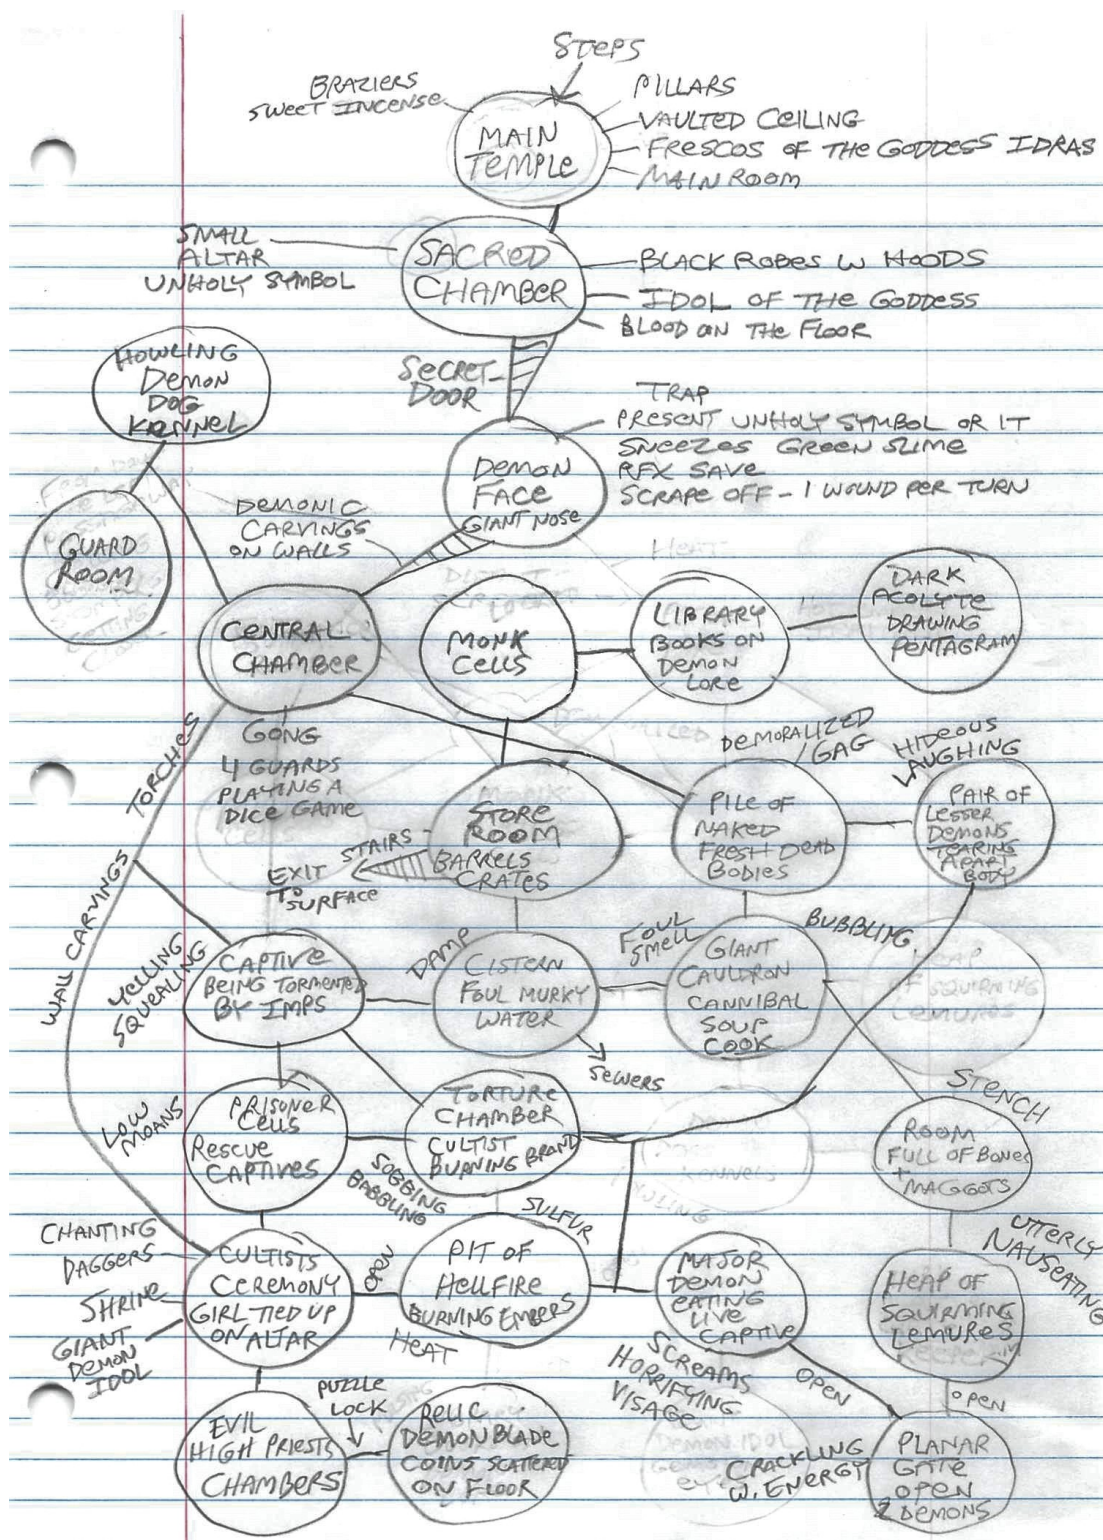 STEPS
BRAZIERS
SWEET INCENSE
PILLARS
VAULTED CEILING
FRESCOS OF THE GODDESS IDRAS
MAIN ROOM
MAIN
TEMPLE
SMALL
ALTAR
UNHOLY SYMBOL
SACRED
CHAMBER
BLACK ROBES W HOODS
IDOL OF THE GODDESS
BLOOD ON THE FLOOR
HOWLING
DEMON
DOG
KENNEL
SECRET
DOOR
TRAP
PRESENT UNHOLY SYMBOL OR IT
SNEEZES GREEN SLIME
RFX SAVE
SCRAPE OFF - 1 WOUND PER TURN
DEMON
FACE
GIANT NOSE
DEMONIC
CARVINGS
ON WALLS
GUARD
ROOM
HEAT
CENTRAL
CHAMBER
MONK
CELLS
LIBRARY
BOOKS ON
DEMON
LORE
DARK
ACOLYTE
DRAWING
PENTAGRAM
TORCHES
GONG
4 GUARDS
PLAYING A
DICE GAME
DEMORALIZED
/GAG
HIDEOUS
LAUGHING
STORE
ROOM
BARRELS
CRATES
STAIRS
EXIT
TO
SURFACE
PILE OF
NAKED
FRESH DEAD
BODIES
PAIR OF
LESSER
DEMONS
TEARING
APART
BODY
WALL CARVINGS
YELLING
SQUEALING
CAPTIVE
BEING TORMENTED
BY IMPS
DAMP
CISTERN
FOUL MURKY
WATER
SEWERS
FOUL
SMELL
GIANT
CAULDRON
CANNIBAL
SOUP
COOK
BUBBLING
HEAP
OF SQUIRMING
LEMURES
LOW
MOANS
PRISONER
CELLS
RESCUE
CAPTIVES
SOBBING
BABBLING
TORTURE
CHAMBER
CULTIST
BURNING BRAND
STENCH
ROOM
FULL OF BONES
+ MAGGOTS
UTTERLY
NAUSEATING
CHANTING
DAGGERS
SHRINE
GIANT
DEMON
IDOL
CULTISTS
CEREMONY
GIRL TIED UP
ON ALTAR
OPEN
SULFUR
PIT OF
HELLFIRE
BURNING EMBERS
HEAT
MAJOR
DEMON
EATING
LIVE
CAPTIVE
SCREAMS
HORRIFYING
VISAGE
OPEN
HEAP OF
SQUIRMING
LEMURES
OPEN
EVIL
HIGH PRIESTS
CHAMBERS
PUZZLE
LOCK
RELIC
DEMON BLADE
COINS SCATTERED
ON FLOOR
DEMON IDOL
CRACKLING
W. ENERGY
PLANAR
GATE
OPEN
2 DEMONS